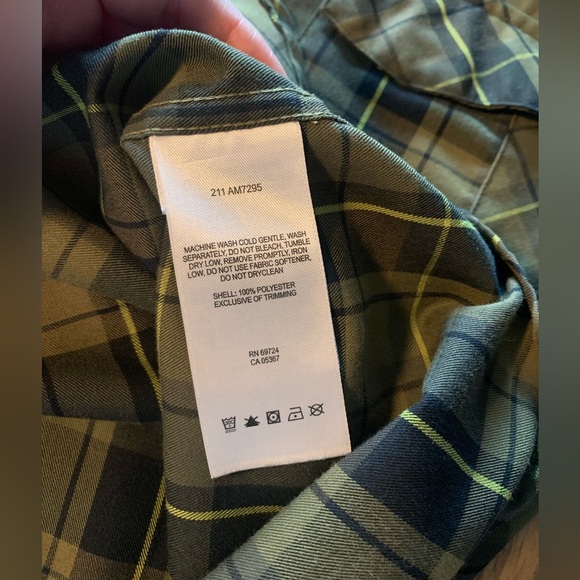 211 AM7295
MACHINE WASH COLD GENTLE, WASH
SEPARATELY, DO NOT BLEACH, TUMBLE
DRY LOW, REMOVE PROMPTLY, IRON
LOW, DO NOT USE FABRIC SOFTENER,
DO NOT DRYCLEAN
SHELL: 100% POLYESTER
EXCLUSIVE OF TRIMMING
RN 69724
CA 05367